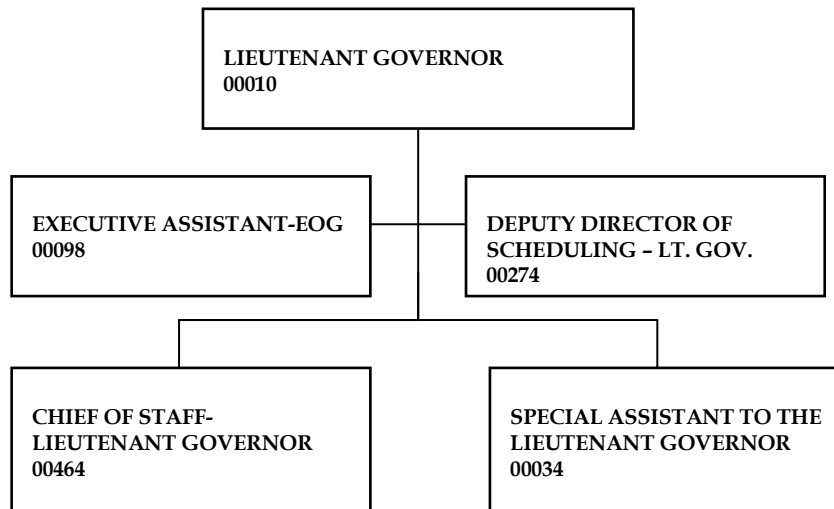 LIEUTENANT GOVERNOR
00010
EXECUTIVE ASSISTANT-EOG
00098
DEPUTY DIRECTOR OF
SCHEDULING – LT. GOV.
00274
CHIEF OF STAFF-
LIEUTENANT GOVERNOR
00464
SPECIAL ASSISTANT TO THE
LIEUTENANT GOVERNOR
00034